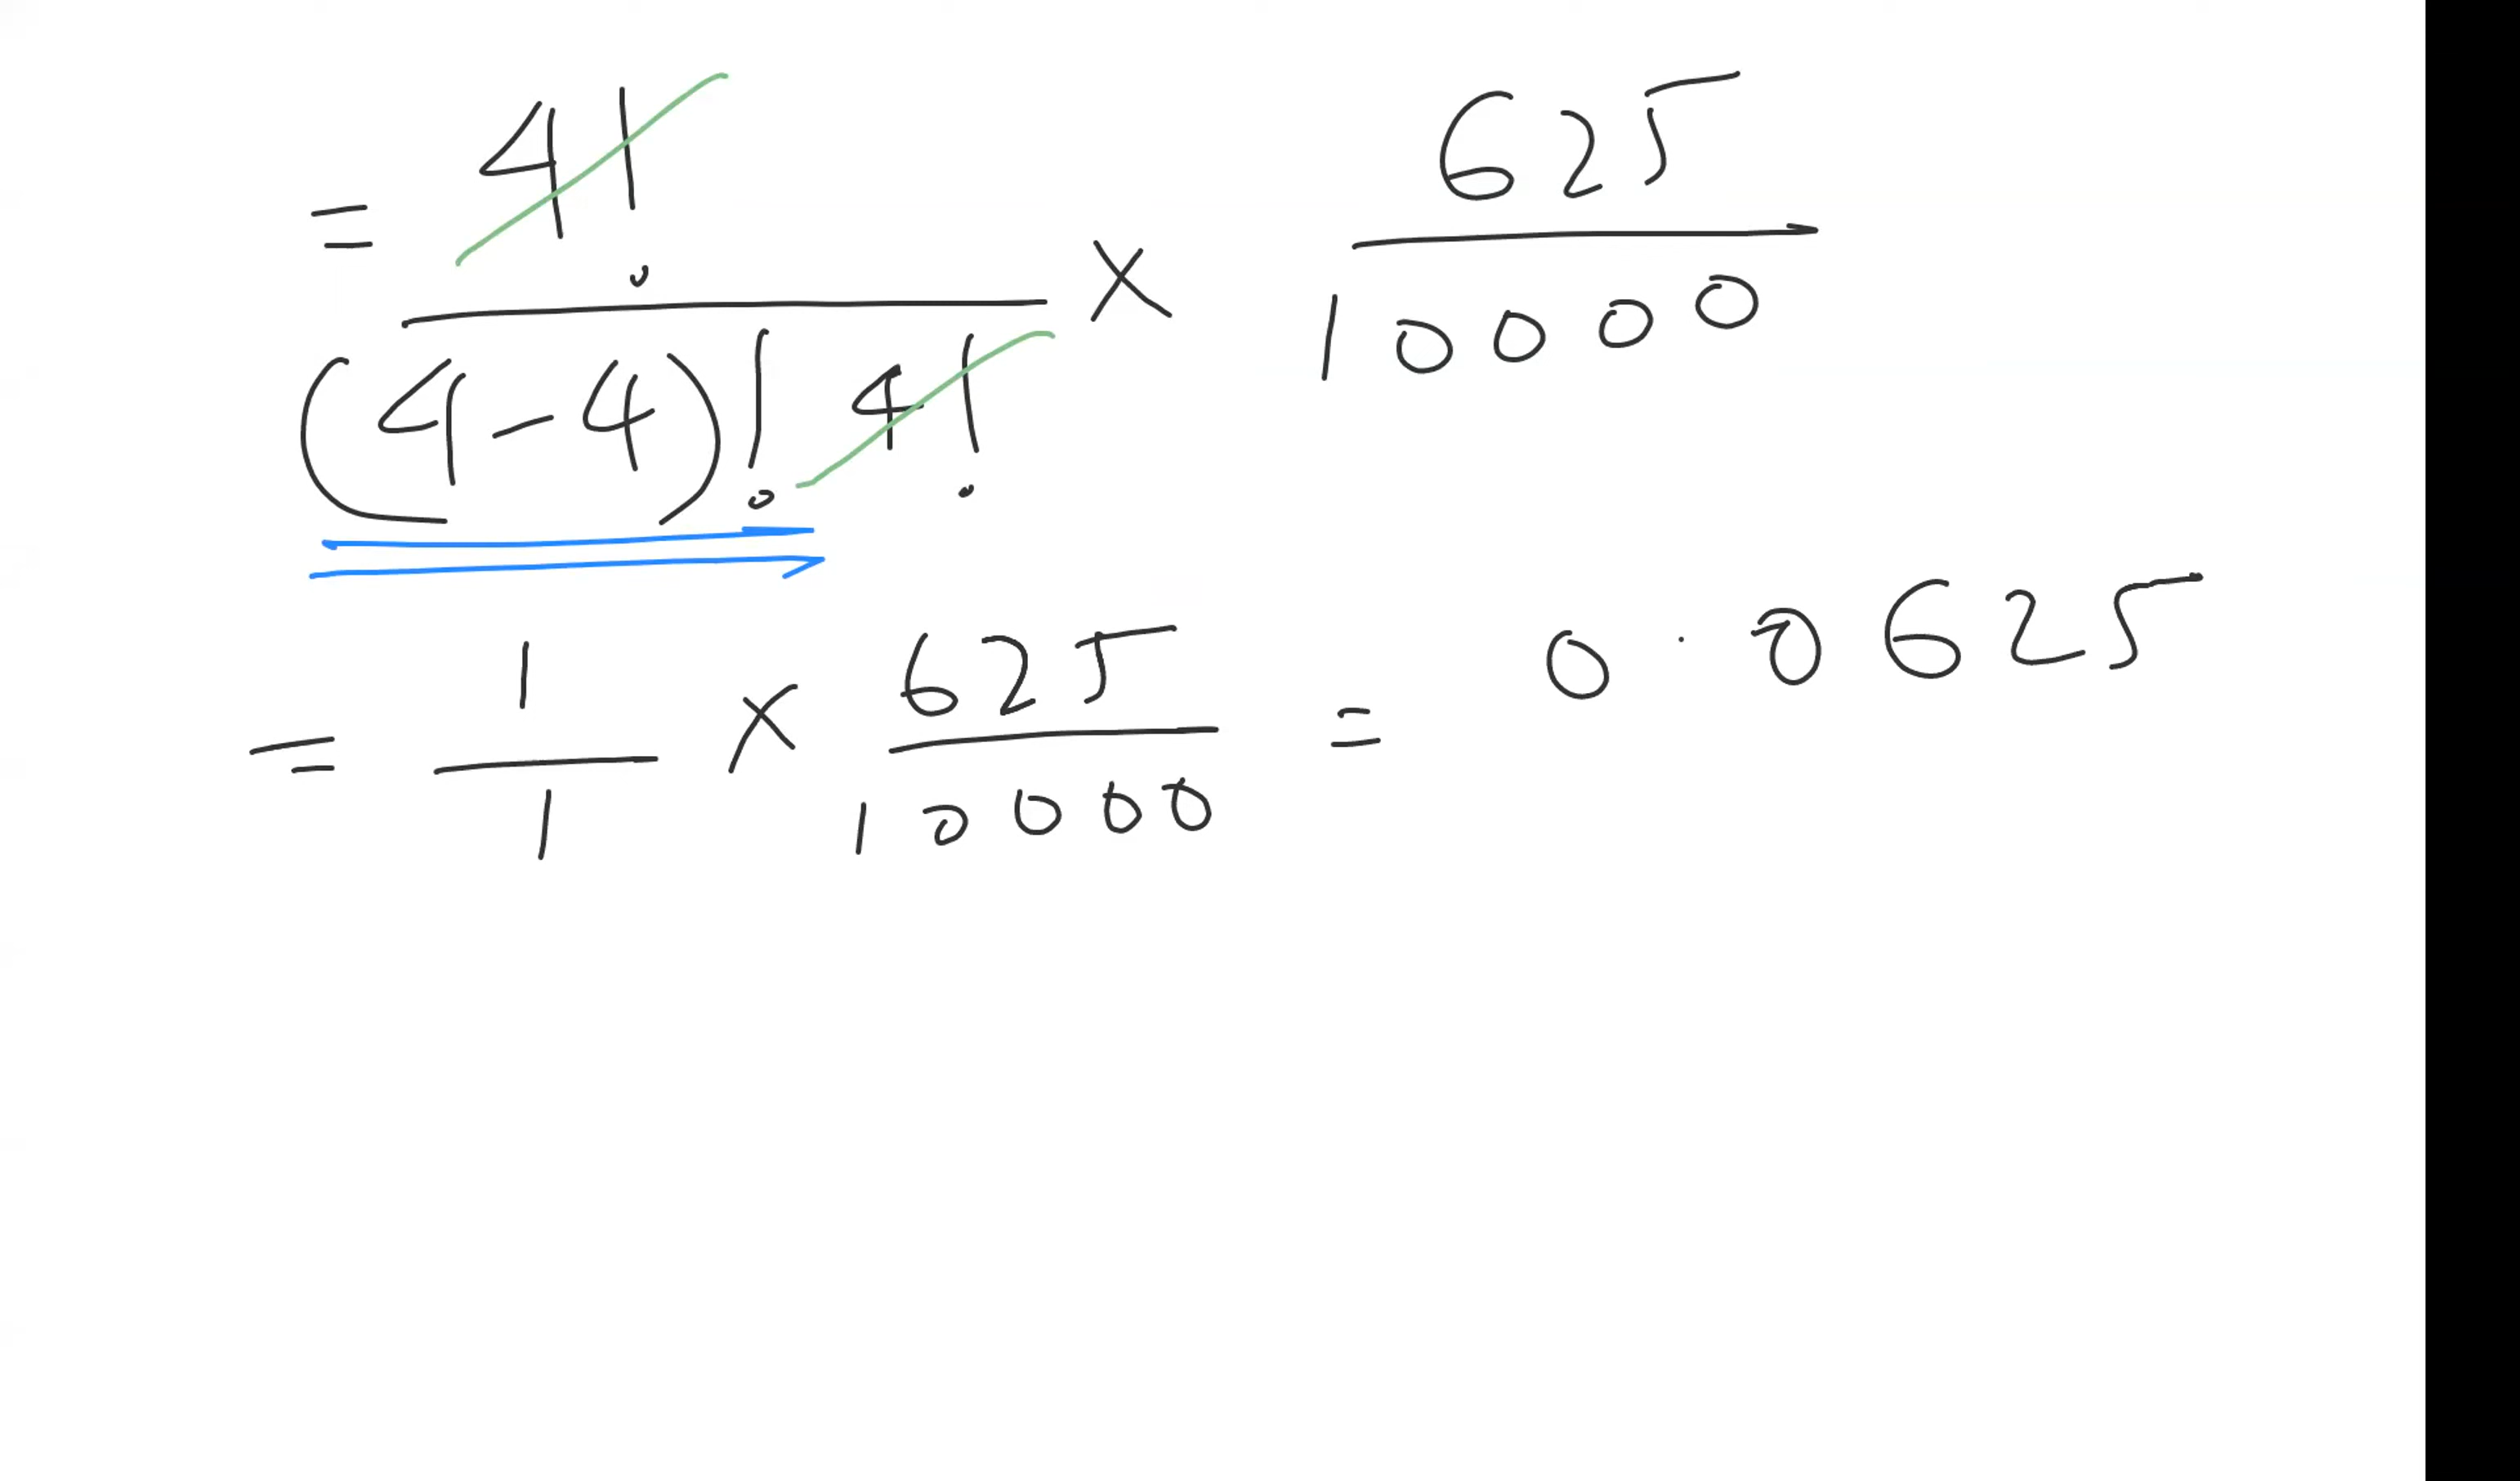 = 4! / (4-4)! 4! × 625 / 10000
= 1 / 1 × 625 / 10000 = 0.0625